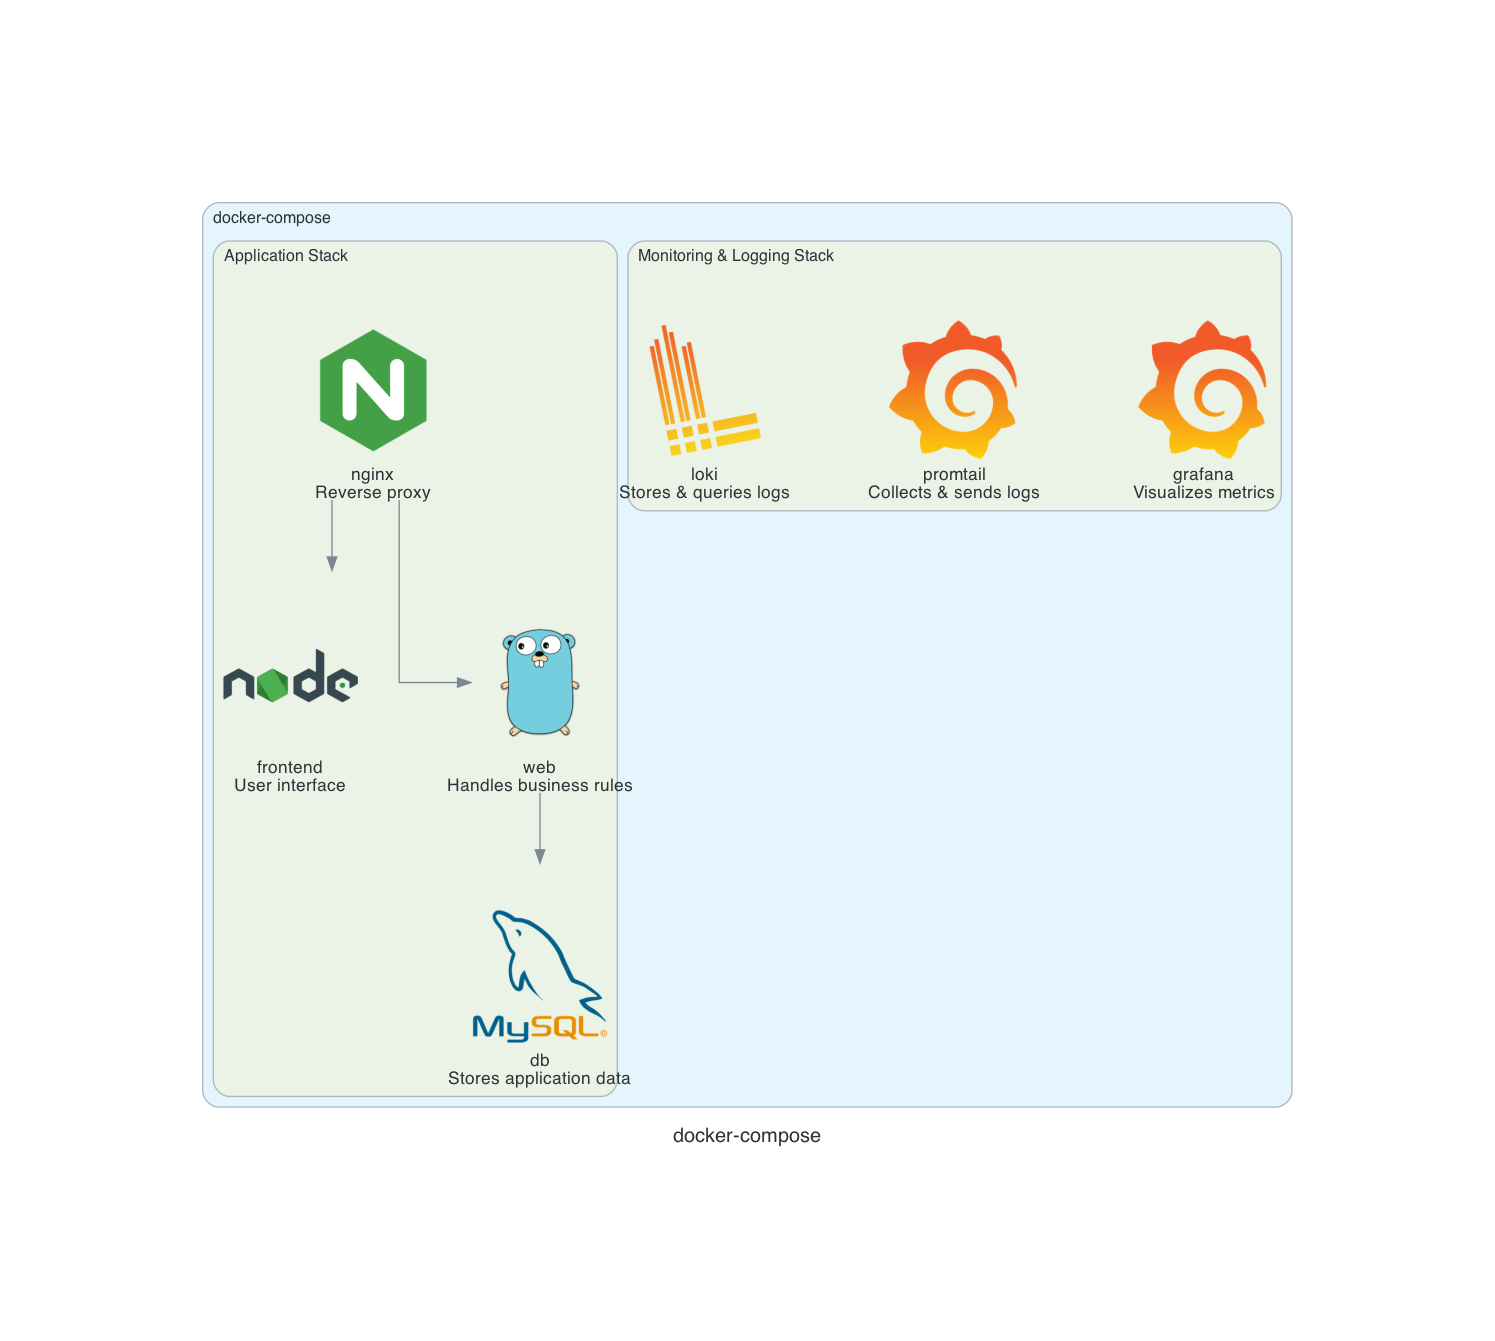 docker-compose
Application Stack
nginx
Reverse proxy
node
frontend
User interface
web
Handles business rules
MySQL®
db
Stores application data
Monitoring & Logging Stack
loki
Stores & queries logs
promtail
Collects & sends logs
grafana
Visualizes metrics
docker-compose